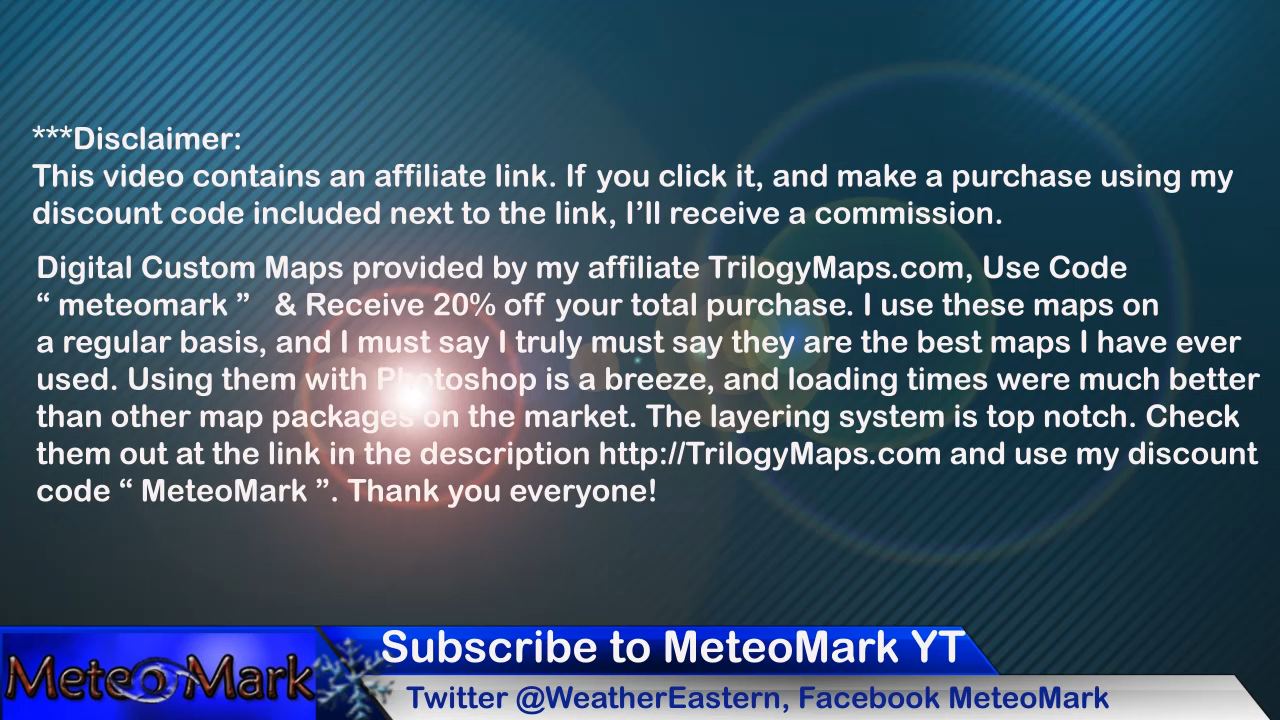 ***Disclaimer:
This video contains an affiliate link. If you click it, and make a purchase using my
discount code included next to the link, I’ll receive a commission.
Digital Custom Maps provided by my affiliate TrilogyMaps.com, Use Code
“ meteomark ”   & Receive 20% off your total purchase. I use these maps on
a regular basis, and I must say I truly must say they are the best maps I have ever
used. Using them with Photoshop is a breeze, and loading times were much better
than other map packages on the market. The layering system is top notch. Check
them out at the link in the description http://TrilogyMaps.com and use my discount
code “ MeteoMark ”. Thank you everyone!
Subscribe to MeteoMark YT
MeteoMark
Twitter @WeatherEastern, Facebook MeteoMark